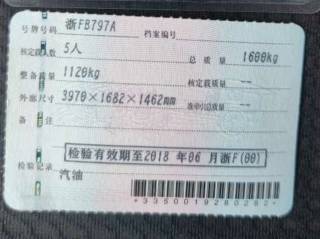 号牌号码 浙FB797A 档案编号
核定载人数 5人 总质量 1600kg
整备质量 1120kg 核定载质量 --
外廓尺寸 3970×1682×1462mm 准牵引总质量 --
备注
检验有效期至2018 年06 月浙F(00)
检验记录
汽油
*3350019280282*